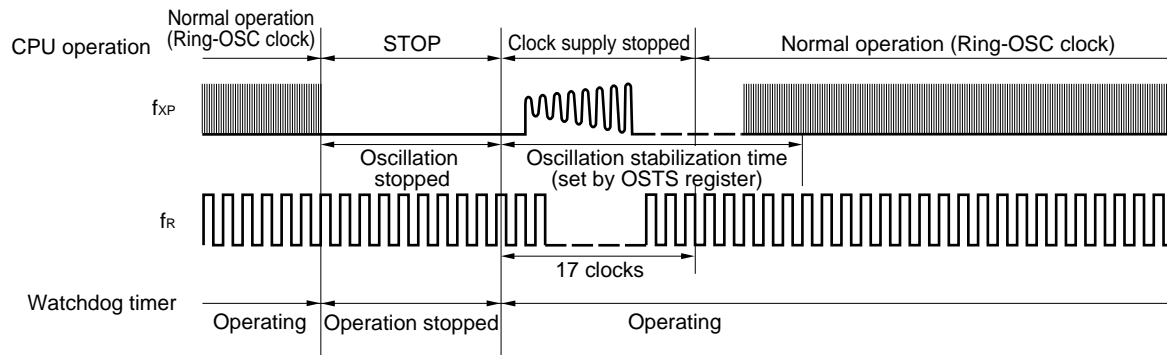 Normal operation
(Ring-OSC clock)
CPU operation
STOP
Clock supply stopped
Normal operation (Ring-OSC clock)
fXP
Oscillation
stopped
Oscillation stabilization time
(set by OSTS register)
fR
17 clocks
Watchdog timer
Operating
Operation stopped
Operating